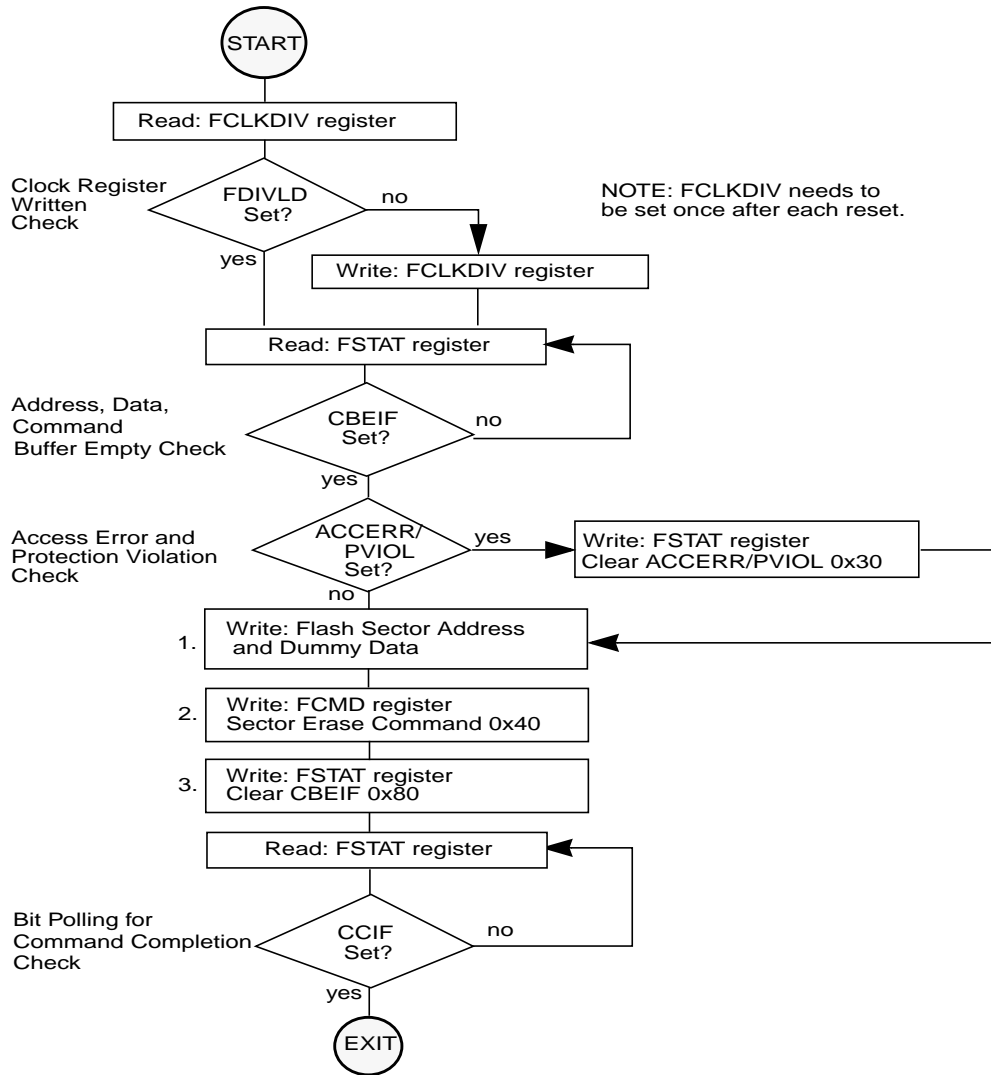 START
Read: FCLKDIV register
Clock Register
Written
Check
FDIVLD
Set?
no
yes
NOTE: FCLKDIV needs to
be set once after each reset.
Write: FCLKDIV register
Read: FSTAT register
Address, Data,
Command
Buffer Empty Check
CBEIF
Set?
no
yes
Access Error and
Protection Violation
Check
ACCERR/
PVIOL
Set?
yes
no
Write: FSTAT register
Clear ACCERR/PVIOL 0x30
1.
Write: Flash Sector Address
and Dummy Data
2.
Write: FCMD register
Sector Erase Command 0x40
3.
Write: FSTAT register
Clear CBEIF 0x80
Read: FSTAT register
Bit Polling for
Command Completion
Check
CCIF
Set?
no
yes
EXIT